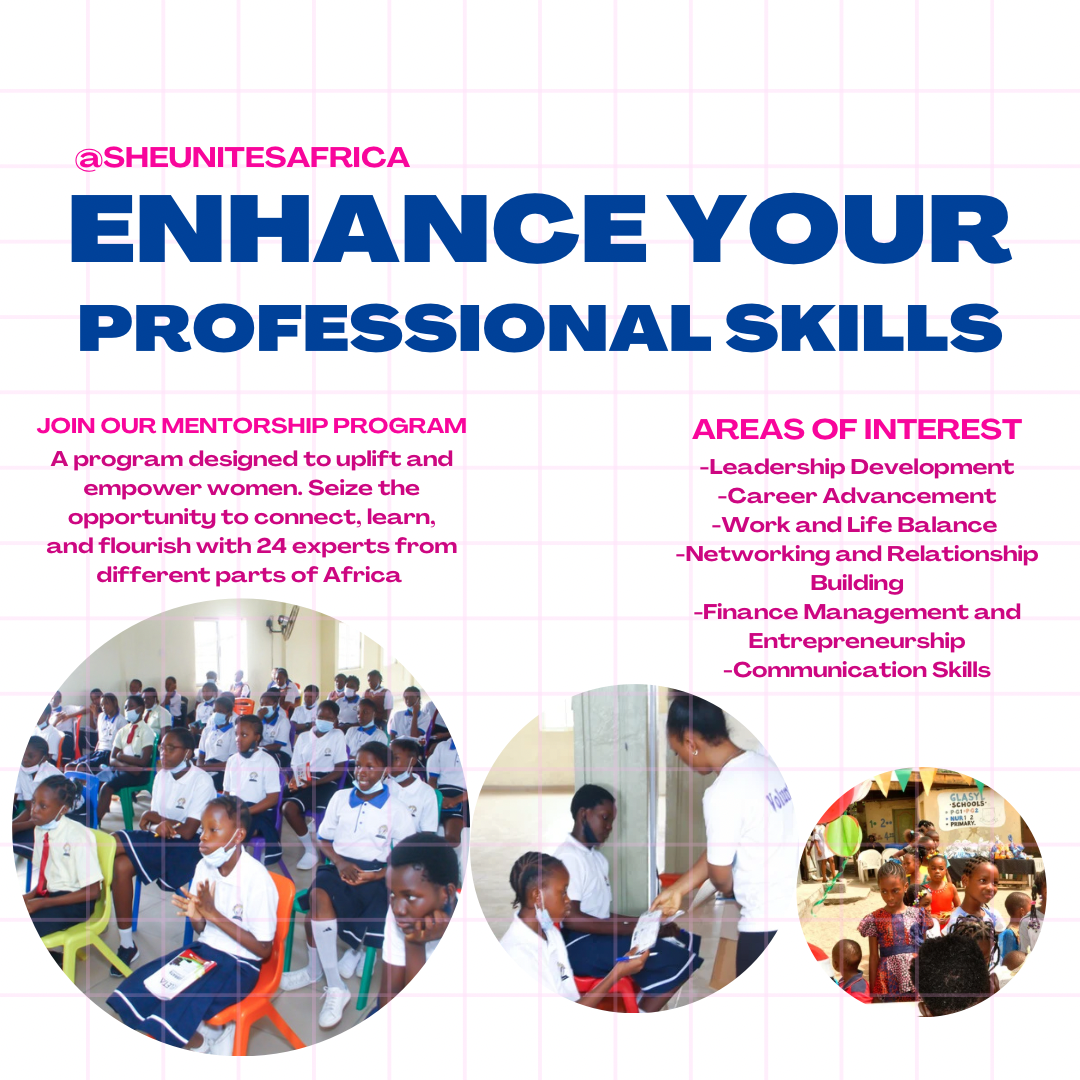 @SHEUNITESAFRICA
ENHANCE YOUR
PROFESSIONAL SKILLS
JOIN OUR MENTORSHIP PROGRAM
A program designed to uplift and
empower women. Seize the
opportunity to connect, learn,
and flourish with 24 experts from
different parts of Africa
AREAS OF INTEREST
-Leadership Development
-Career Advancement
-Work and Life Balance
-Networking and Relationship
Building
-Finance Management and
Entrepreneurship
-Communication Skills
GLASYL
SCHOOLS
PRIMARY.